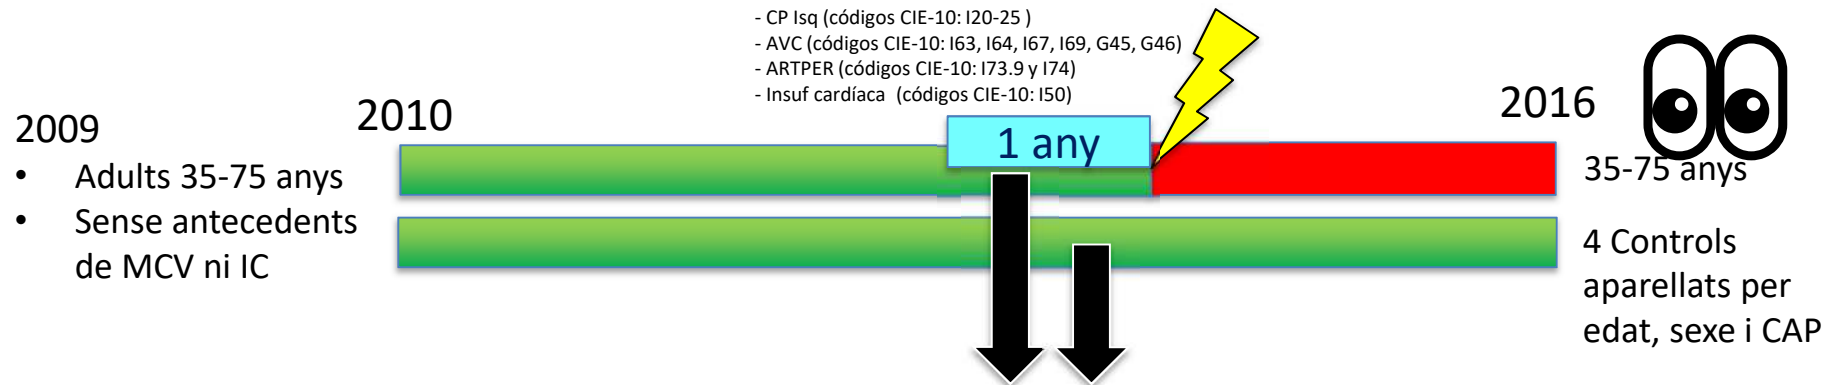 - CP Isq (códigos CIE-10: I20-25 )
- AVC (códigos CIE-10: I63, I64, I67, I69, G45, G46)
- ARTPER (códigos CIE-10: I73.9 y I74)
- Insuf cardíaca (códigos CIE-10: I50)
2009
• Adults 35-75 anys
• Sense antecedents
de MCV ni IC
2010
1 any
2016
35-75 anys
4 Controls
aparellats per
edat, sexe i CAP